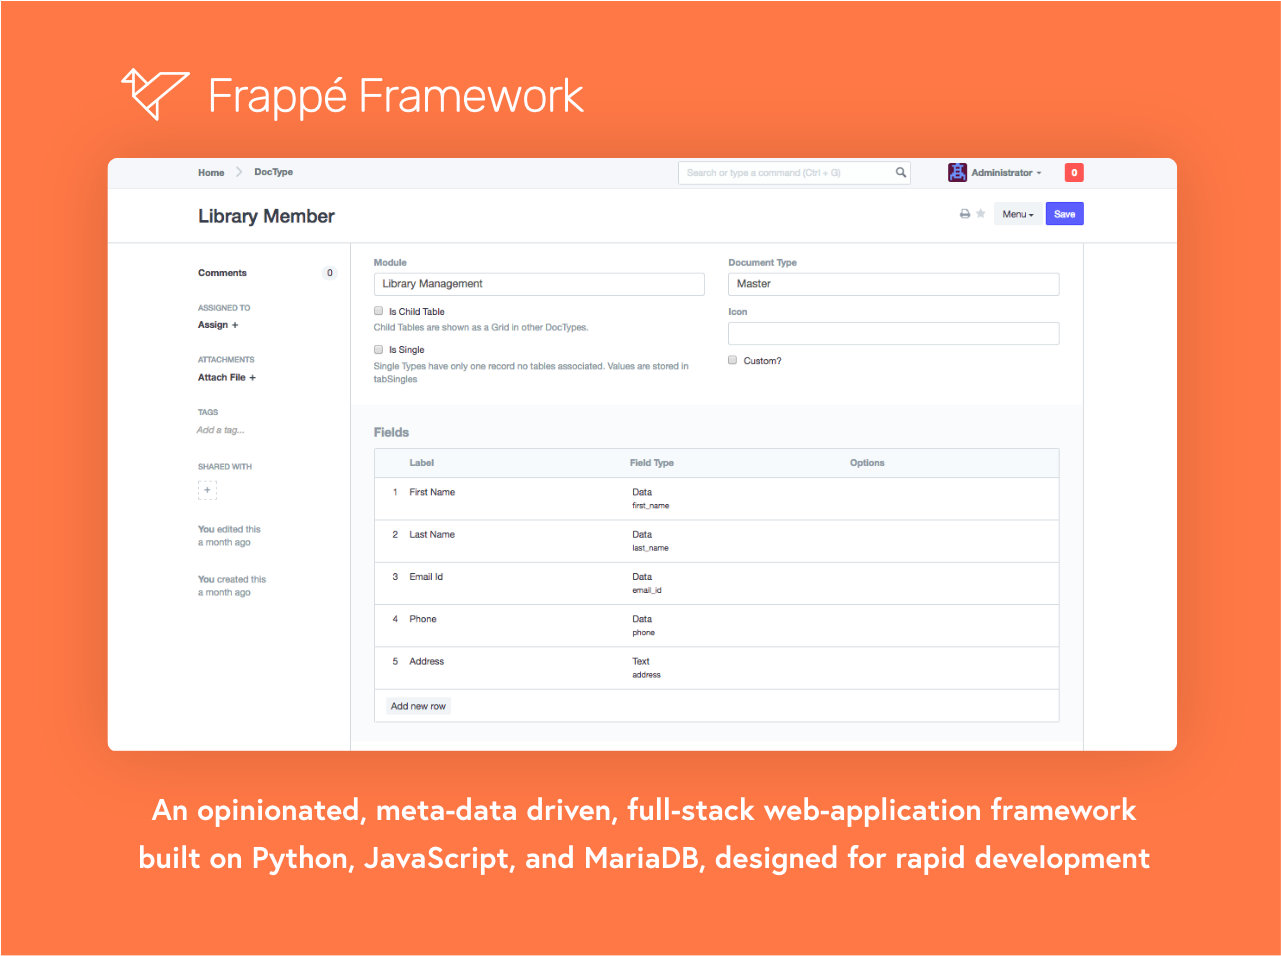 Frappé Framework
Home DocType Search or type a command (Ctrl + G) Administrator 0
Library Member Menu Save
Comments 0
ASSIGNED TO
Assign +
ATTACHMENTS
Attach File +
TAGS
Add a tag...
SHARED WITH
+
You edited this
a month ago
You created this
a month ago
Module
Library Management
Is Child Table
Child Tables are shown as a Grid in other DocTypes.
Is Single
Single Types have only one record no tables associated. Values are stored in
tabSingles
Document Type
Master
Icon
Custom?
Fields
Label Field Type Options
1 First Name Data
first_name
2 Last Name Data
last_name
3 Email Id Data
email_id
4 Phone Data
phone
5 Address Text
address
Add new row
An opinionated, meta-data driven, full-stack web-application framework
built on Python, JavaScript, and MariaDB, designed for rapid development